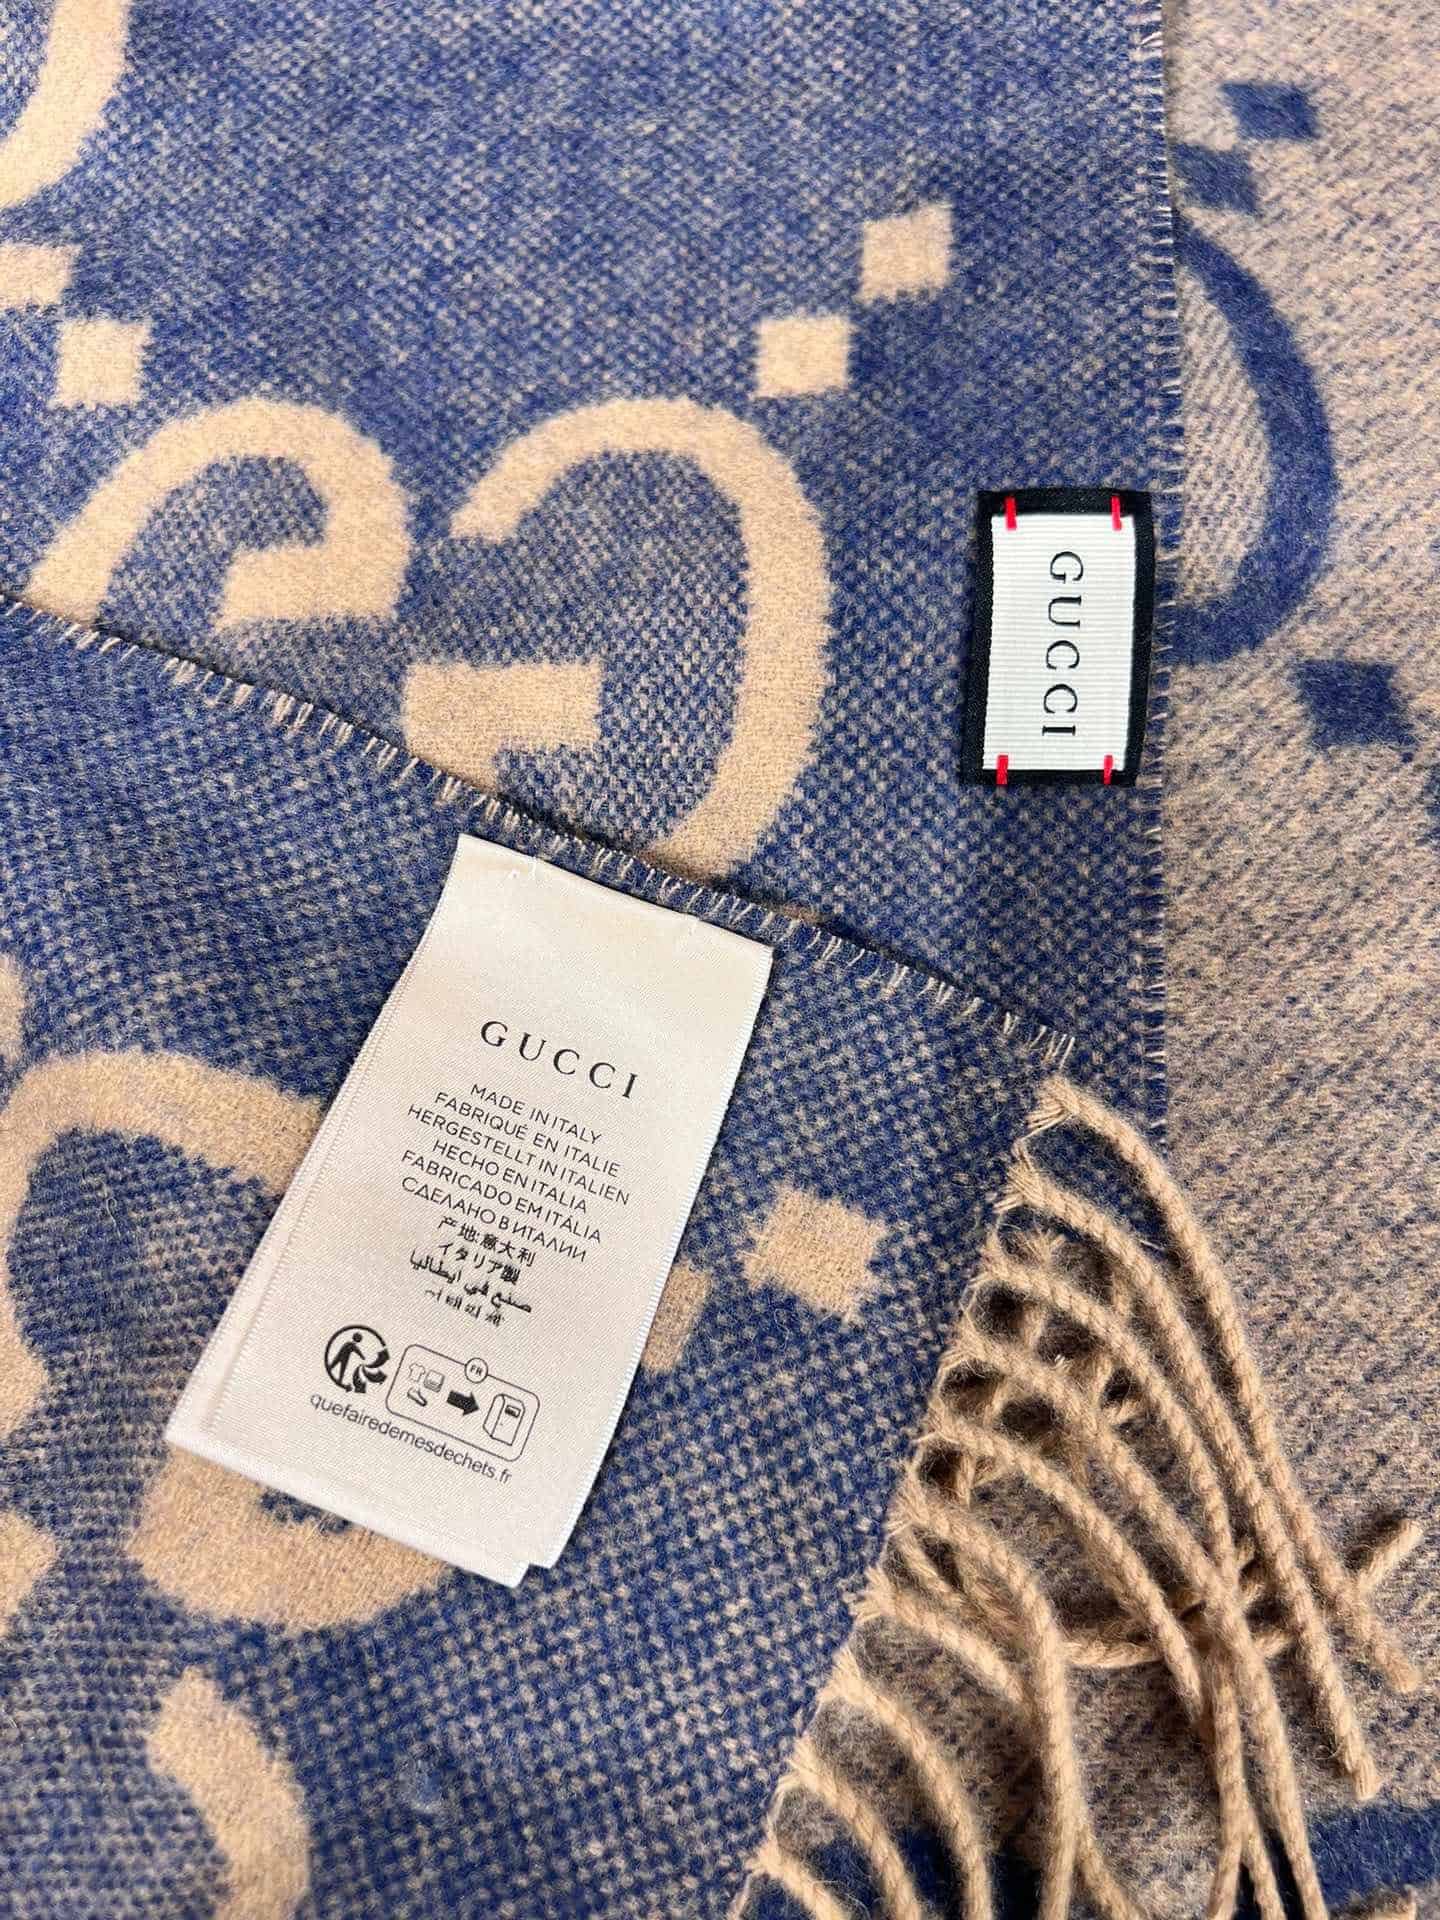 GUCCI
GUCCI
MADE IN ITALY
FABRIQUÉ EN ITALIE
HERGESTELLT IN ITALIEN
HECHO EN ITALIA
FABRICADO EM ITÁLIA
СДЕЛАНО В ИТАЛИИ
产地:意大利
イタリア製
صنع في ايطاليا
FR
quefairedemesdechets.fr